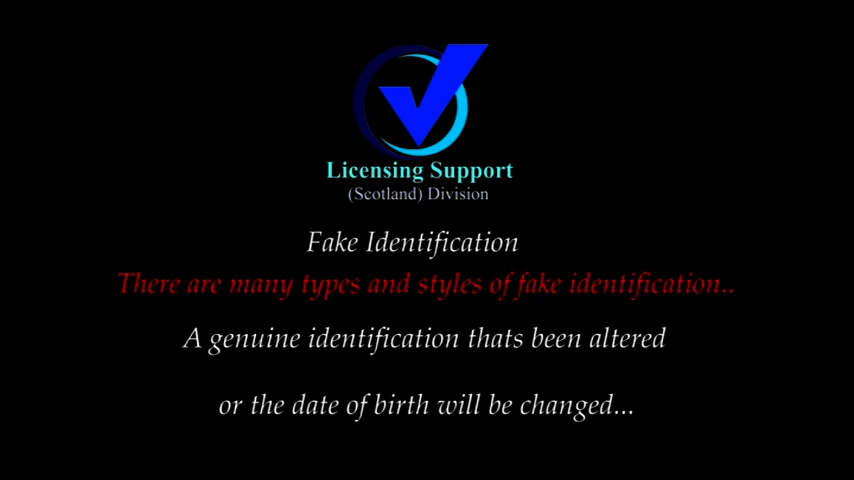 Licensing Support
(Scotland) Division
Fake Identification
There are many types and styles of fake identification..
A genuine identification thats been altered
or the date of birth will be changed...